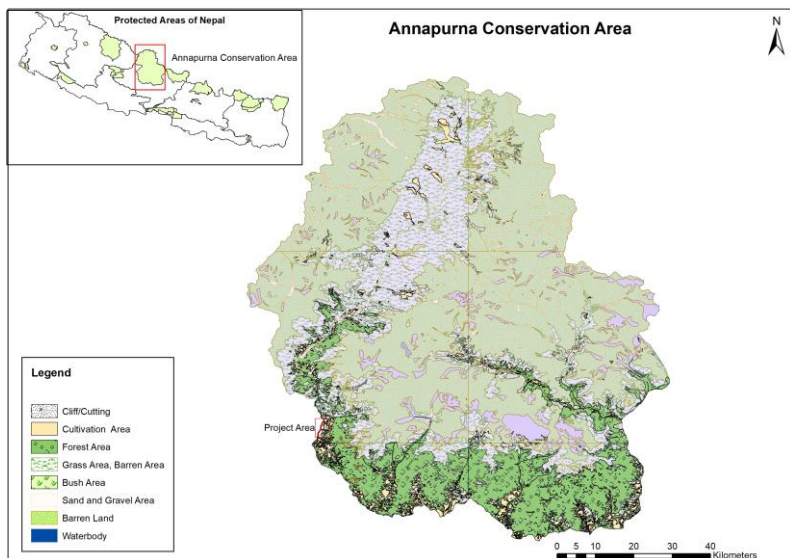 Protected Areas of Nepal
Annapurna Conservation Area
Annapurna Conservation Area
N
Project Area
Legend
Cliff/Cutting
Cultivation Area
Forest Area
Grass Area, Barren Area
Bush Area
Sand and Gravel Area
Barren Land
Waterbody
0 5 10 20 30 40
Kilometers